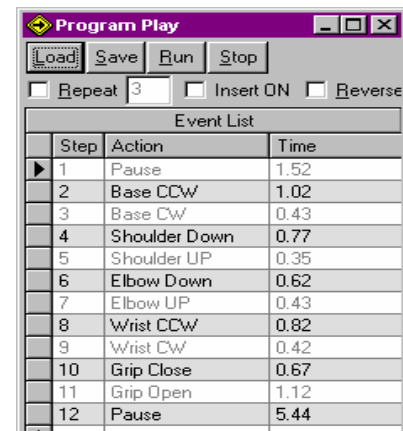 Program Play
Load Save Run Stop
Repeat 3 Insert ON Reverse
Event List
Step Action Time
1 Pause 1.52
2 Base CCW 1.02
3 Base CW 0.43
4 Shoulder Down 0.77
5 Shoulder UP 0.35
6 Elbow Down 0.62
7 Elbow UP 0.43
8 Wrist CCW 0.82
9 Wrist CW 0.42
10 Grip Close 0.67
11 Grip Open 1.12
12 Pause 5.44